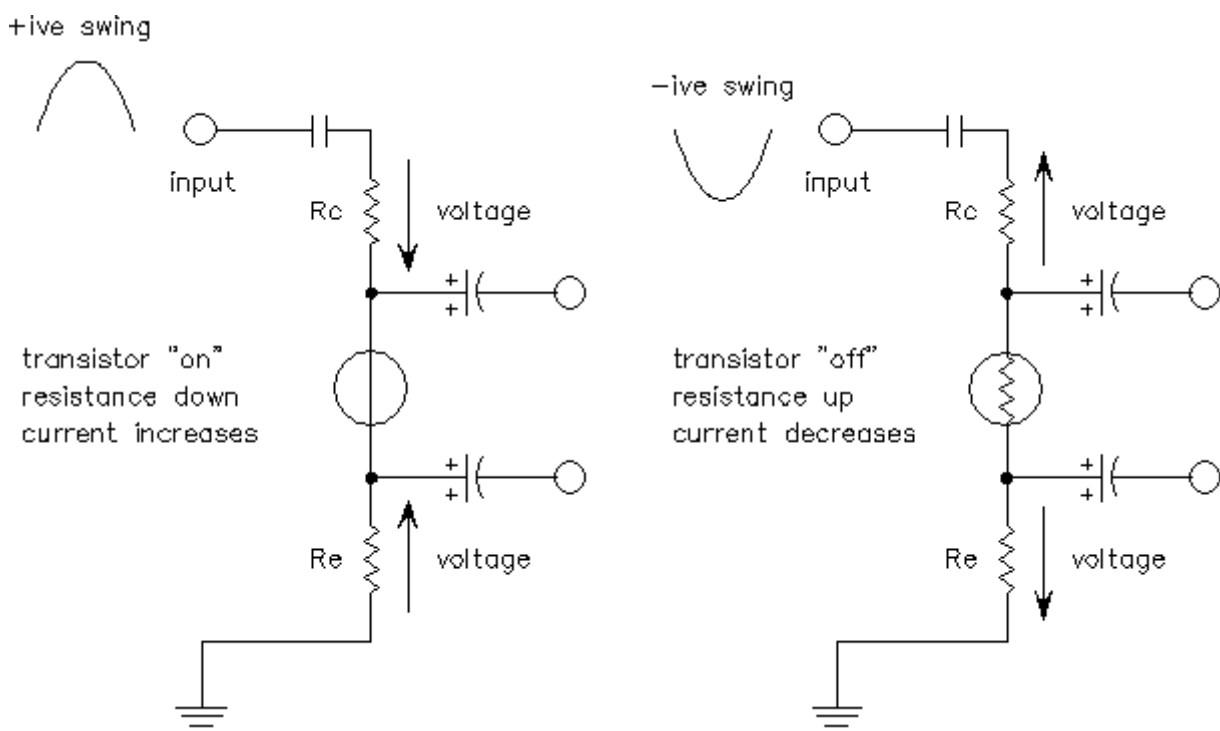 +ive swing
input
Rc
voltage
+
+
transistor "on"
resistance down
current increases
+
+
Re
voltage
-ive swing
input
Rc
voltage
+
+
transistor "off"
resistance up
current decreases
+
+
Re
voltage